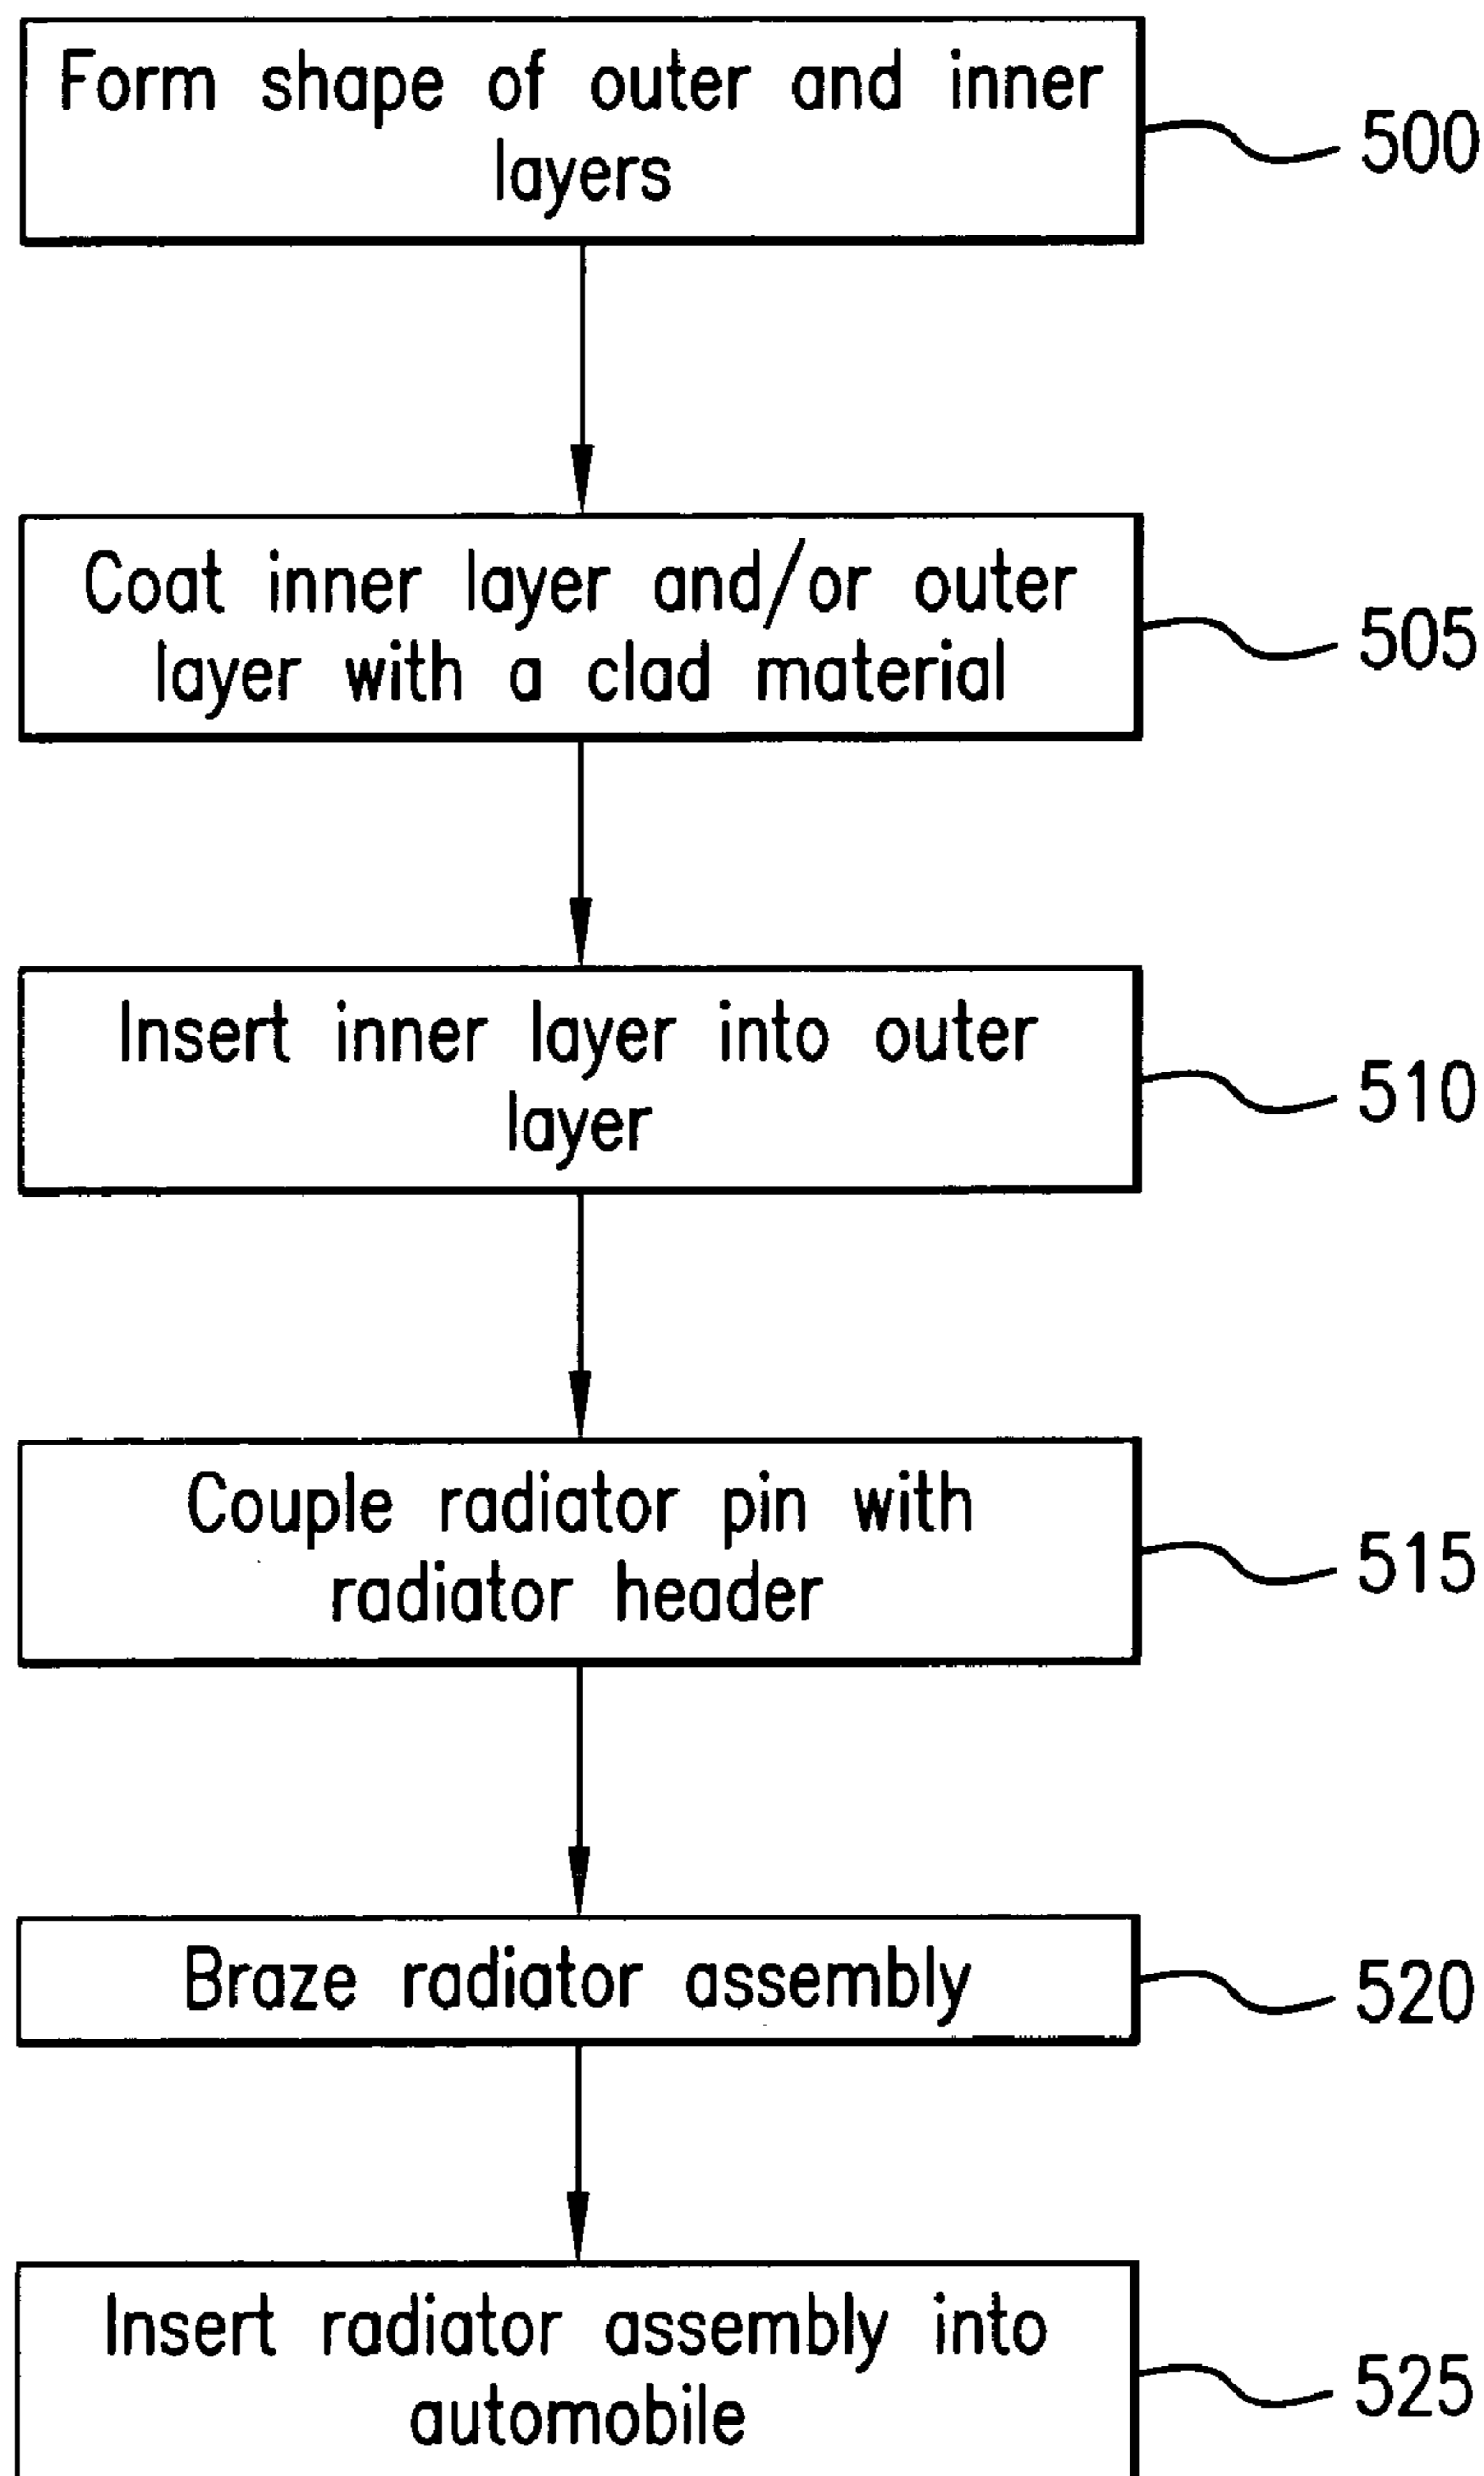 Form shape of outer and inner
layers
500
Coat inner layer and/or outer
layer with a clad material
505
Insert inner layer into outer
layer
510
Couple radiator pin with
radiator header
515
Braze radiator assembly
520
Insert radiator assembly into
automobile
525